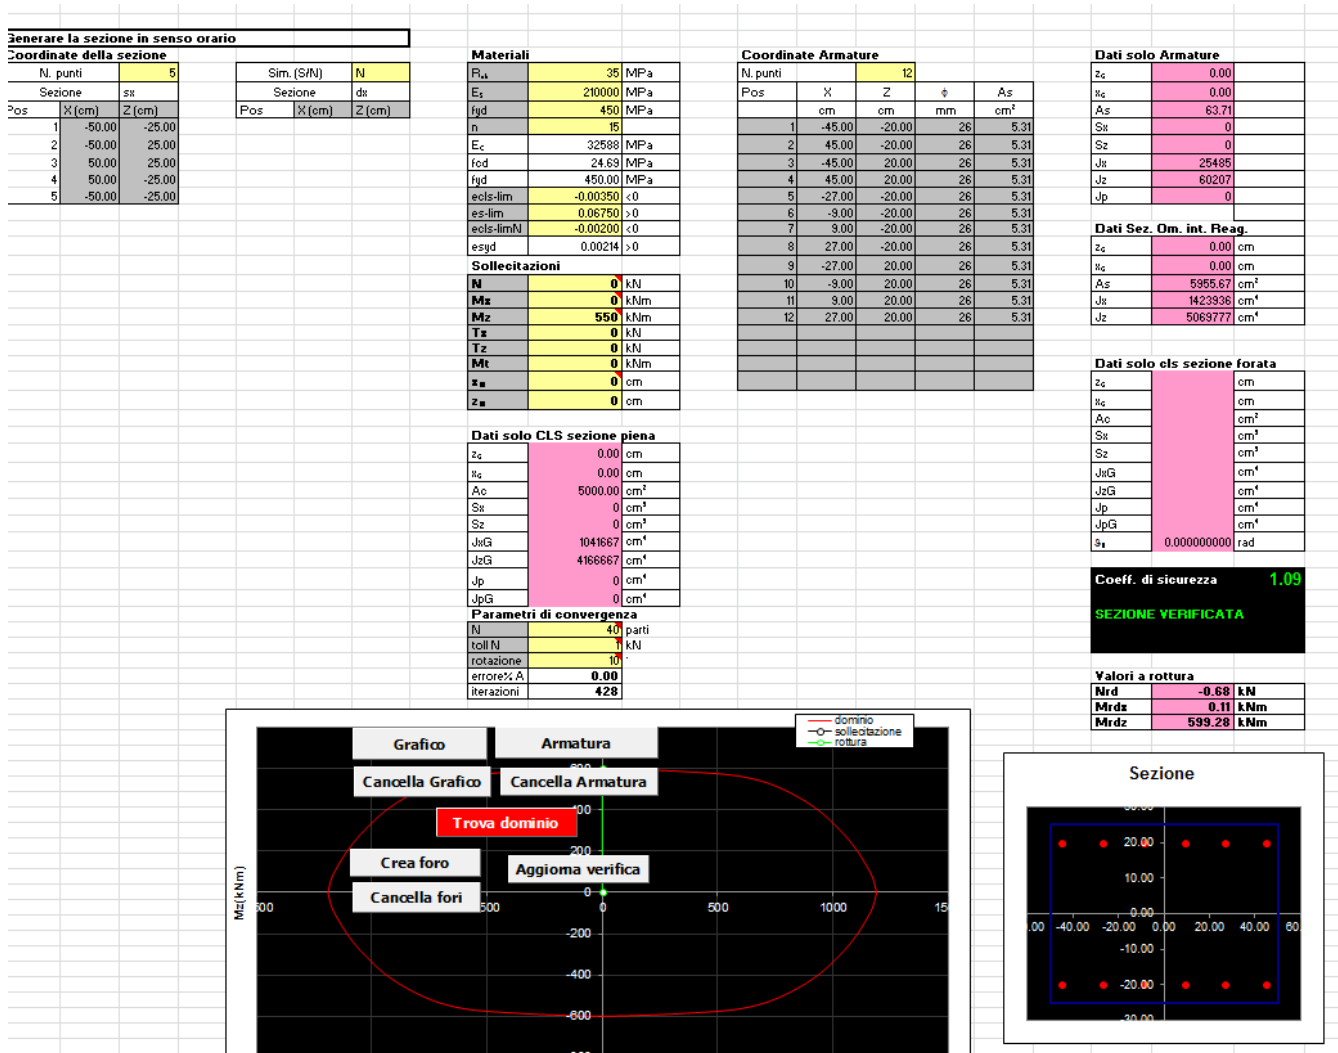 Generare la sezione in senso orario
Coordinate della sezione
N. punti 5
Sezione sx
Pos X (cm) Z (cm)
1 -50.00 -25.00
2 -50.00 25.00
3 50.00 25.00
4 50.00 -25.00
5 -50.00 -25.00
Sim. (S/N) N
Sezione dx
Pos X (cm) Z (cm)
Materiali
35 MPa
Es 210000 MPa
fyd 450 MPa
n 15
Ec 32588 MPa
fcd 24.69 MPa
fyd 450.00 MPa
ecls-lim -0.00350 <0
es-lim 0.06750 >0
ecls-limN -0.00200 <0
esyd 0.00214 >0
Sollecitazioni
N 0 kN
Mx 0 kNm
Mz 550 kNm
Tx 0 kN
Tz 0 kN
Mt 0 kNm
0 cm
0 cm
Dati solo CLS sezione piena
zG 0.00 cm
xG 0.00 cm
Ac 5000.00 cm²
Sx 0 cm³
Sz 0 cm³
JxG 1041667 cm⁴
JzG 4166667 cm⁴
Jp 0 cm⁴
JpG 0 cm⁴
Parametri di convergenza
N 40 parti
toll N 1 kN
rotazione 10 °
errore% A 0.00
iterazioni 428
Coordinate Armature
N. punti 12
Pos X Z ϕ As
cm cm mm cm²
1 -45.00 -20.00 26 5.31
2 45.00 -20.00 26 5.31
3 -45.00 20.00 26 5.31
4 45.00 20.00 26 5.31
5 -27.00 -20.00 26 5.31
6 -9.00 -20.00 26 5.31
7 9.00 -20.00 26 5.31
8 27.00 -20.00 26 5.31
9 -27.00 20.00 26 5.31
10 -9.00 20.00 26 5.31
11 9.00 20.00 26 5.31
12 27.00 20.00 26 5.31
Dati solo Armature
zG 0.00
xG 0.00
As 63.71
Sx 0
Sz 0
Jx 25485
Jz 60207
Jp 0
Dati Sez. Om. int. Reag.
zG 0.00 cm
xG 0.00 cm
As 5955.67 cm²
Jx 1423936 cm⁴
Jz 5069777 cm⁴
Dati solo cls sezione forata
zG cm
xG cm
Ac cm²
Sx cm³
Sz cm³
JxG cm⁴
JzG cm⁴
Jp cm⁴
JpG cm⁴
0.000000000 rad
Coeff. di sicurezza 1.09
SEZIONE VERIFICATA
Valori a rottura
Nrd -0.68 kN
Mrdx 0.11 kNm
Mrdz 599.28 kNm
dominio
sollecitazione
rottura
Grafico
Armatura
Cancella Grafico
Cancella Armatura
Trova dominio
Crea foro
Aggiorna verifica
Cancella fori
Mz(kNm)
200
0
-200
-400
-600
0 500 1000
Sezione
20.00
10.00
0.00
-10.00
-20.00
-30.00
-40.00 -20.00 0.00 20.00 40.00